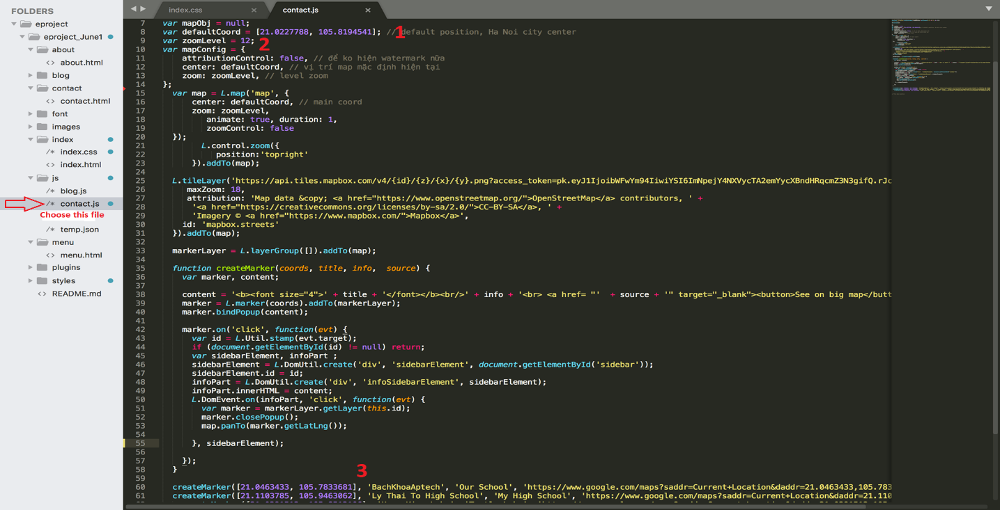 FOLDERS
eproject
eproject_June1
about
<> about.html
blog
contact
<> contact.html
font
images
index
/* index.css
<> index.html
js
/* blog.js
/* contact.js
Choose this file
/* temp.json
menu
<> menu.html
plugins
styles
<> README.md
index.css ×
contact.js ×
7 var mapObj = null;
8 var defaultCoord = [21.0227788, 105.8194541]; // default position, Ha Noi city center
1
9 var zoomLevel = 12;
2
10 var mapConfig = {
11 attributionControl: false, // để ko hiện watermark nữa
12 center: defaultCoord, // vị trí map mặc định hiện tại
13 zoom: zoomLevel, // level zoom
14 };
15 var map = L.map('map', {
16 center: defaultCoord, // main coord
17 zoom: zoomLevel,
18 animate: true, duration: 1,
19 zoomControl: false
20 });
21 L.control.zoom({
22 position:'topright'
23 }).addTo(map);
24
25 L.tileLayer('https://api.tiles.mapbox.com/v4/{id}/{z}/{x}/{y}.png?access_token=pk.eyJ1IjoibWFwYm94IiwiYSI6ImNpejY4NXVycTA2emYycXBndHRqcmZ3N3gifQ.rJc
26 maxZoom: 18,
27 attribution: 'Map data &copy; <a href="https://www.openstreetmap.org/">OpenStreetMap</a> contributors, ' +
28 '<a href="https://creativecommons.org/licenses/by-sa/2.0/">CC-BY-SA</a>, ' +
29 'Imagery © <a href="https://www.mapbox.com/">Mapbox</a>',
30 id: 'mapbox.streets'
31 }).addTo(map);
32
33 markerLayer = L.layerGroup([]).addTo(map);
34
35 function createMarker(coords, title, info, source) {
36 var marker, content;
37
38 content = '<b><font size="4">' + title + '</font></b><br/>' + info + '<br> <a href= "' + source + '" target="_blank"><button>See on big map</butt
39 marker = L.marker(coords).addTo(markerLayer);
40 marker.bindPopup(content);
41
42 marker.on('click', function(evt) {
43 var id = L.Util.stamp(evt.target);
44 if (document.getElementById(id) != null) return;
45 var sidebarElement, infoPart ;
46 sidebarElement = L.DomUtil.create('div', 'sidebarElement', document.getElementById('sidebar'));
47 sidebarElement.id = id;
48 infoPart = L.DomUtil.create('div', 'infoSidebarElement', sidebarElement);
49 infoPart.innerHTML = content;
50 L.DomEvent.on(infoPart, 'click', function(evt) {
51 var marker = markerLayer.getLayer(this.id);
52 marker.closePopup();
53 map.panTo(marker.getLatLng());
54
55 }, sidebarElement);
56
57 });
58 }
59
3
60 createMarker([21.0463433, 105.7833681], 'BachKhoaAptech', 'Our School', 'https://www.google.com/maps?saddr=Current+Location&daddr=21.0463433,105.783
61 createMarker([21.1103785, 105.9463062], 'Ly Thai To High School', 'My High School', 'https://www.google.com/maps?saddr=Current+Location&daddr=21.110